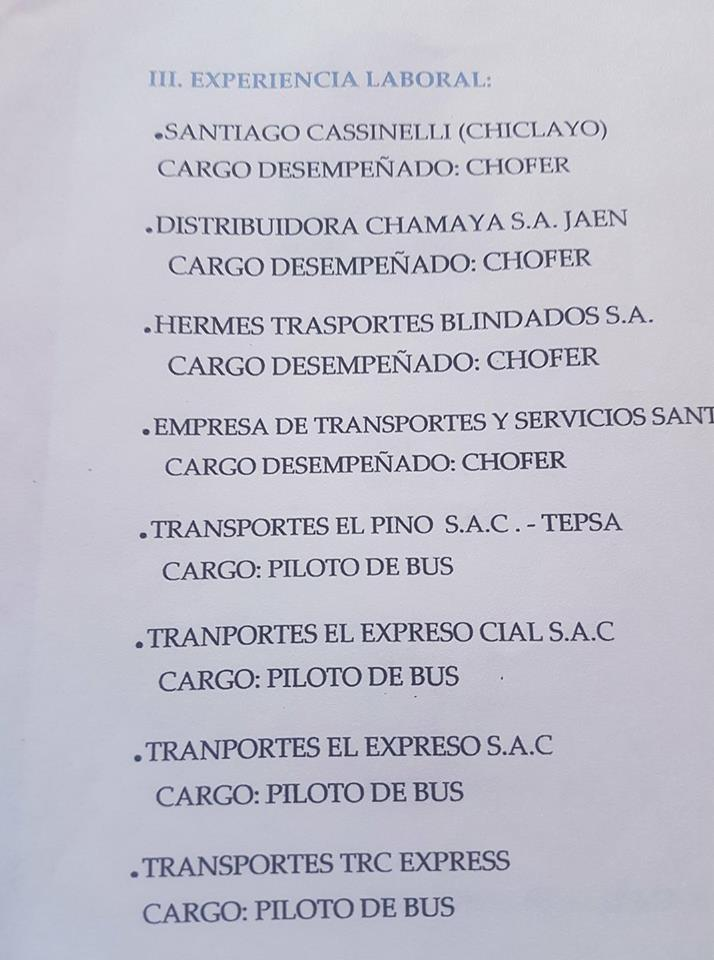 III. EXPERIENCIA LABORAL:
•SANTIAGO CASSINELLI (CHICLAYO)
CARGO DESEMPEÑADO: CHOFER
•DISTRIBUIDORA CHAMAYA S.A. JAEN
CARGO DESEMPEÑADO: CHOFER
•HERMES TRASPORTES BLINDADOS S.A.
CARGO DESEMPEÑADO: CHOFER
•EMPRESA DE TRANSPORTES Y SERVICIOS SANT
CARGO DESEMPEÑADO: CHOFER
•TRANSPORTES EL PINO S.A.C. - TEPSA
CARGO: PILOTO DE BUS
•TRANPORTES EL EXPRESO CIAL S.A.C
CARGO: PILOTO DE BUS
•TRANPORTES EL EXPRESO S.A.C
CARGO: PILOTO DE BUS
•TRANSPORTES TRC EXPRESS
CARGO: PILOTO DE BUS